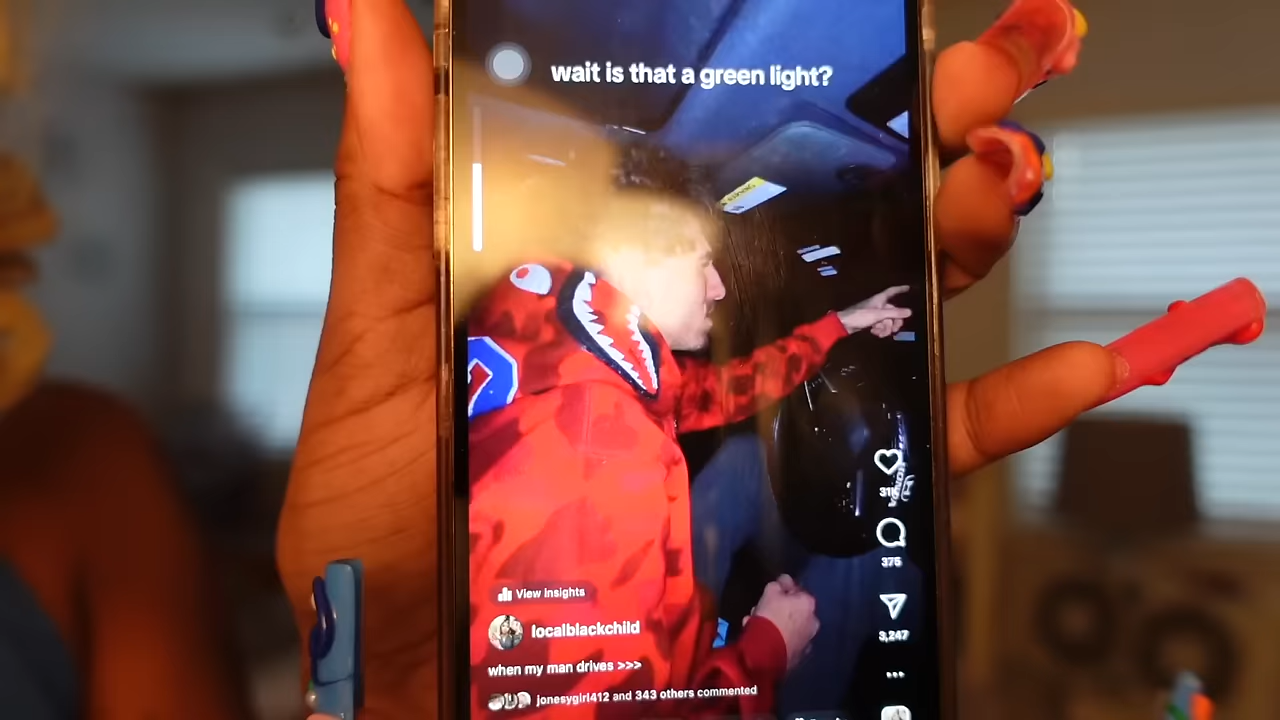 wait is that a green light?
31K
375
3,247
View insights
localblackchild
when my man drives >>>
jonesygirl412 and 343 others commented